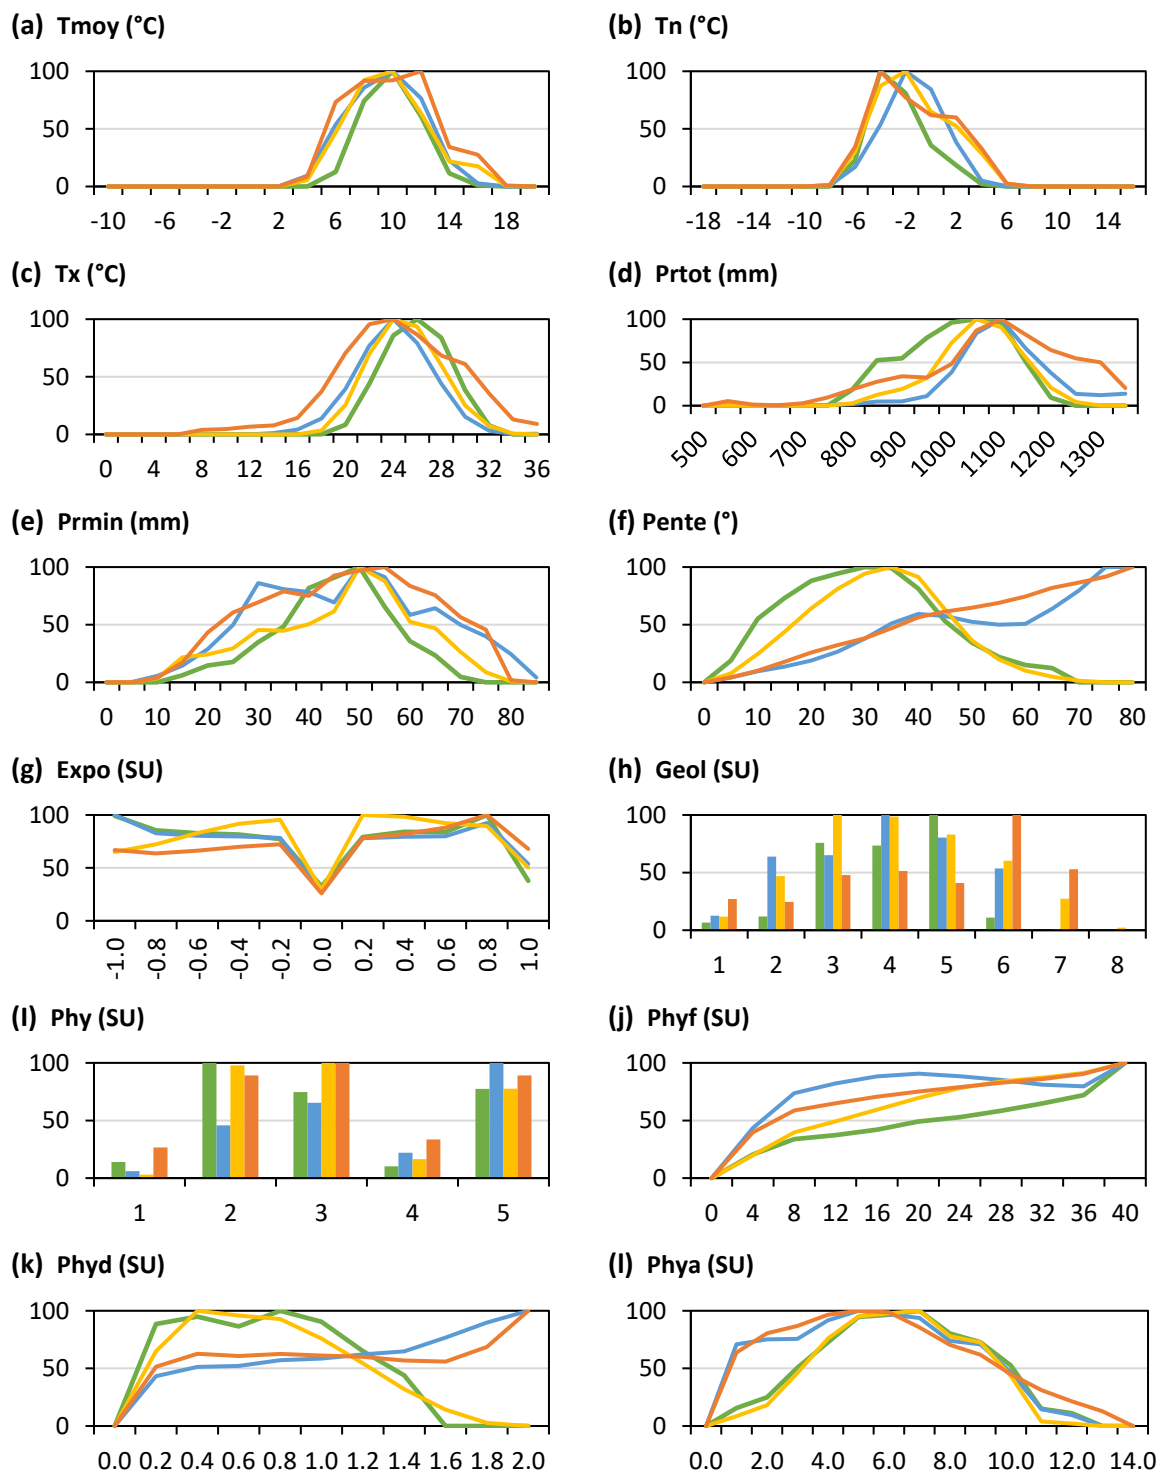 (a) Tmoy (°C)
100
50
0
-10 -6 -2 2 6 10 14 18
(b) Tn (°C)
100
50
0
-18 -14 -10 -6 -2 2 6 10 14
(c) Tx (°C)
100
50
0
0 4 8 12 16 20 24 28 32 36
(d) Prtot (mm)
100
50
0
500 600 700 800 900 1000 1100 1200 1300
(e) Prmin (mm)
100
50
0
0 10 20 30 40 50 60 70 80
(f) Pente (°)
100
50
0
0 10 20 30 40 50 60 70 80
(g) Expo (SU)
100
50
0
-1.0 -0.8 -0.6 -0.4 -0.2 0.0 0.2 0.4 0.6 0.8 1.0
(h) Geol (SU)
100
50
0
1 2 3 4 5 6 7 8
(I) Phy (SU)
100
50
0
1 2 3 4 5
(j) Phyf (SU)
100
50
0
0 4 8 12 16 20 24 28 32 36 40
(k) Phyd (SU)
100
50
0
0.0 0.2 0.4 0.6 0.8 1.0 1.2 1.4 1.6 1.8 2.0
(l) Phya (SU)
100
50
0
0.0 2.0 4.0 6.0 8.0 10.0 12.0 14.0